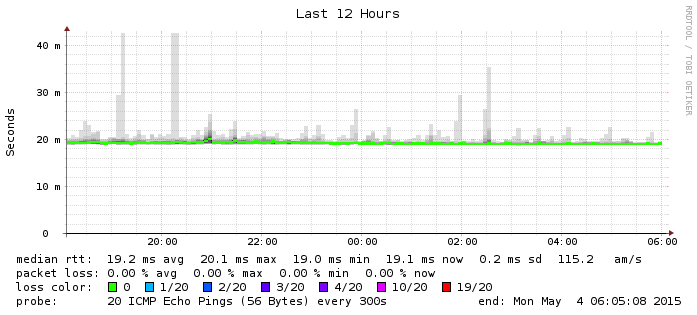 Last 12 Hours
RRDTOOL / TOBI OETIKER
Seconds
40 m
30 m
20 m
10 m
0
20:00 22:00 00:00 02:00 04:00 06:00
median rtt: 19.2 ms avg 20.1 ms max 19.0 ms min 19.1 ms now 0.2 ms sd 115.2 am/s
packet loss: 0.00 % avg 0.00 % max 0.00 % min 0.00 % now
loss color: 0 1/20 2/20 3/20 4/20 10/20 19/20
probe: 20 ICMP Echo Pings (56 Bytes) every 300s end: Mon May 4 06:05:08 2015